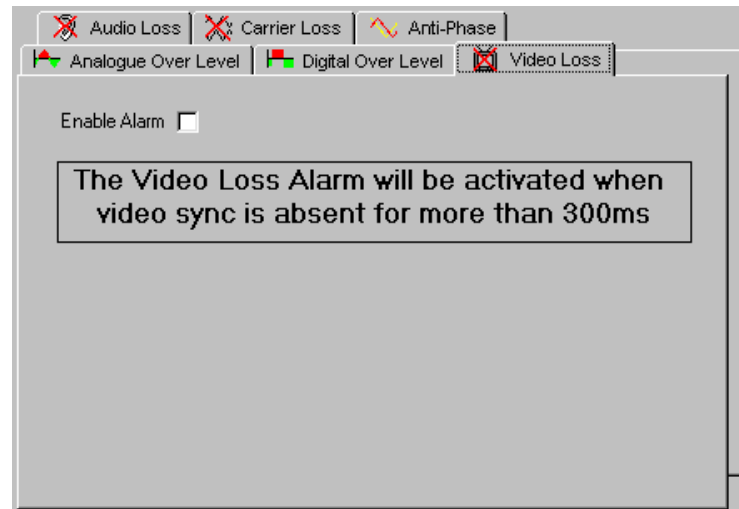 Audio Loss Carrier Loss Anti-Phase
Analogue Over Level Digital Over Level Video Loss
Enable Alarm
The Video Loss Alarm will be activated when
video sync is absent for more than 300ms